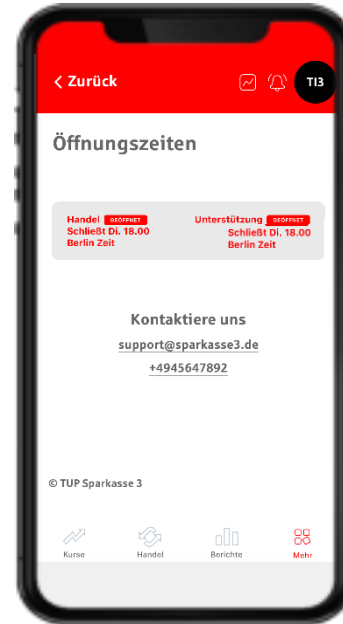 Zurück
TI3
Öffnungszeiten
Handel GEÖFFNET
Schließt Di. 18.00
Berlin Zeit
Unterstützung GEÖFFNET
Schließt Di. 18.00
Berlin Zeit
Kontaktiere uns
support@sparkasse3.de
+4945647892
© TUP Sparkasse 3
Kurse
Handel
Berichte
Mehr